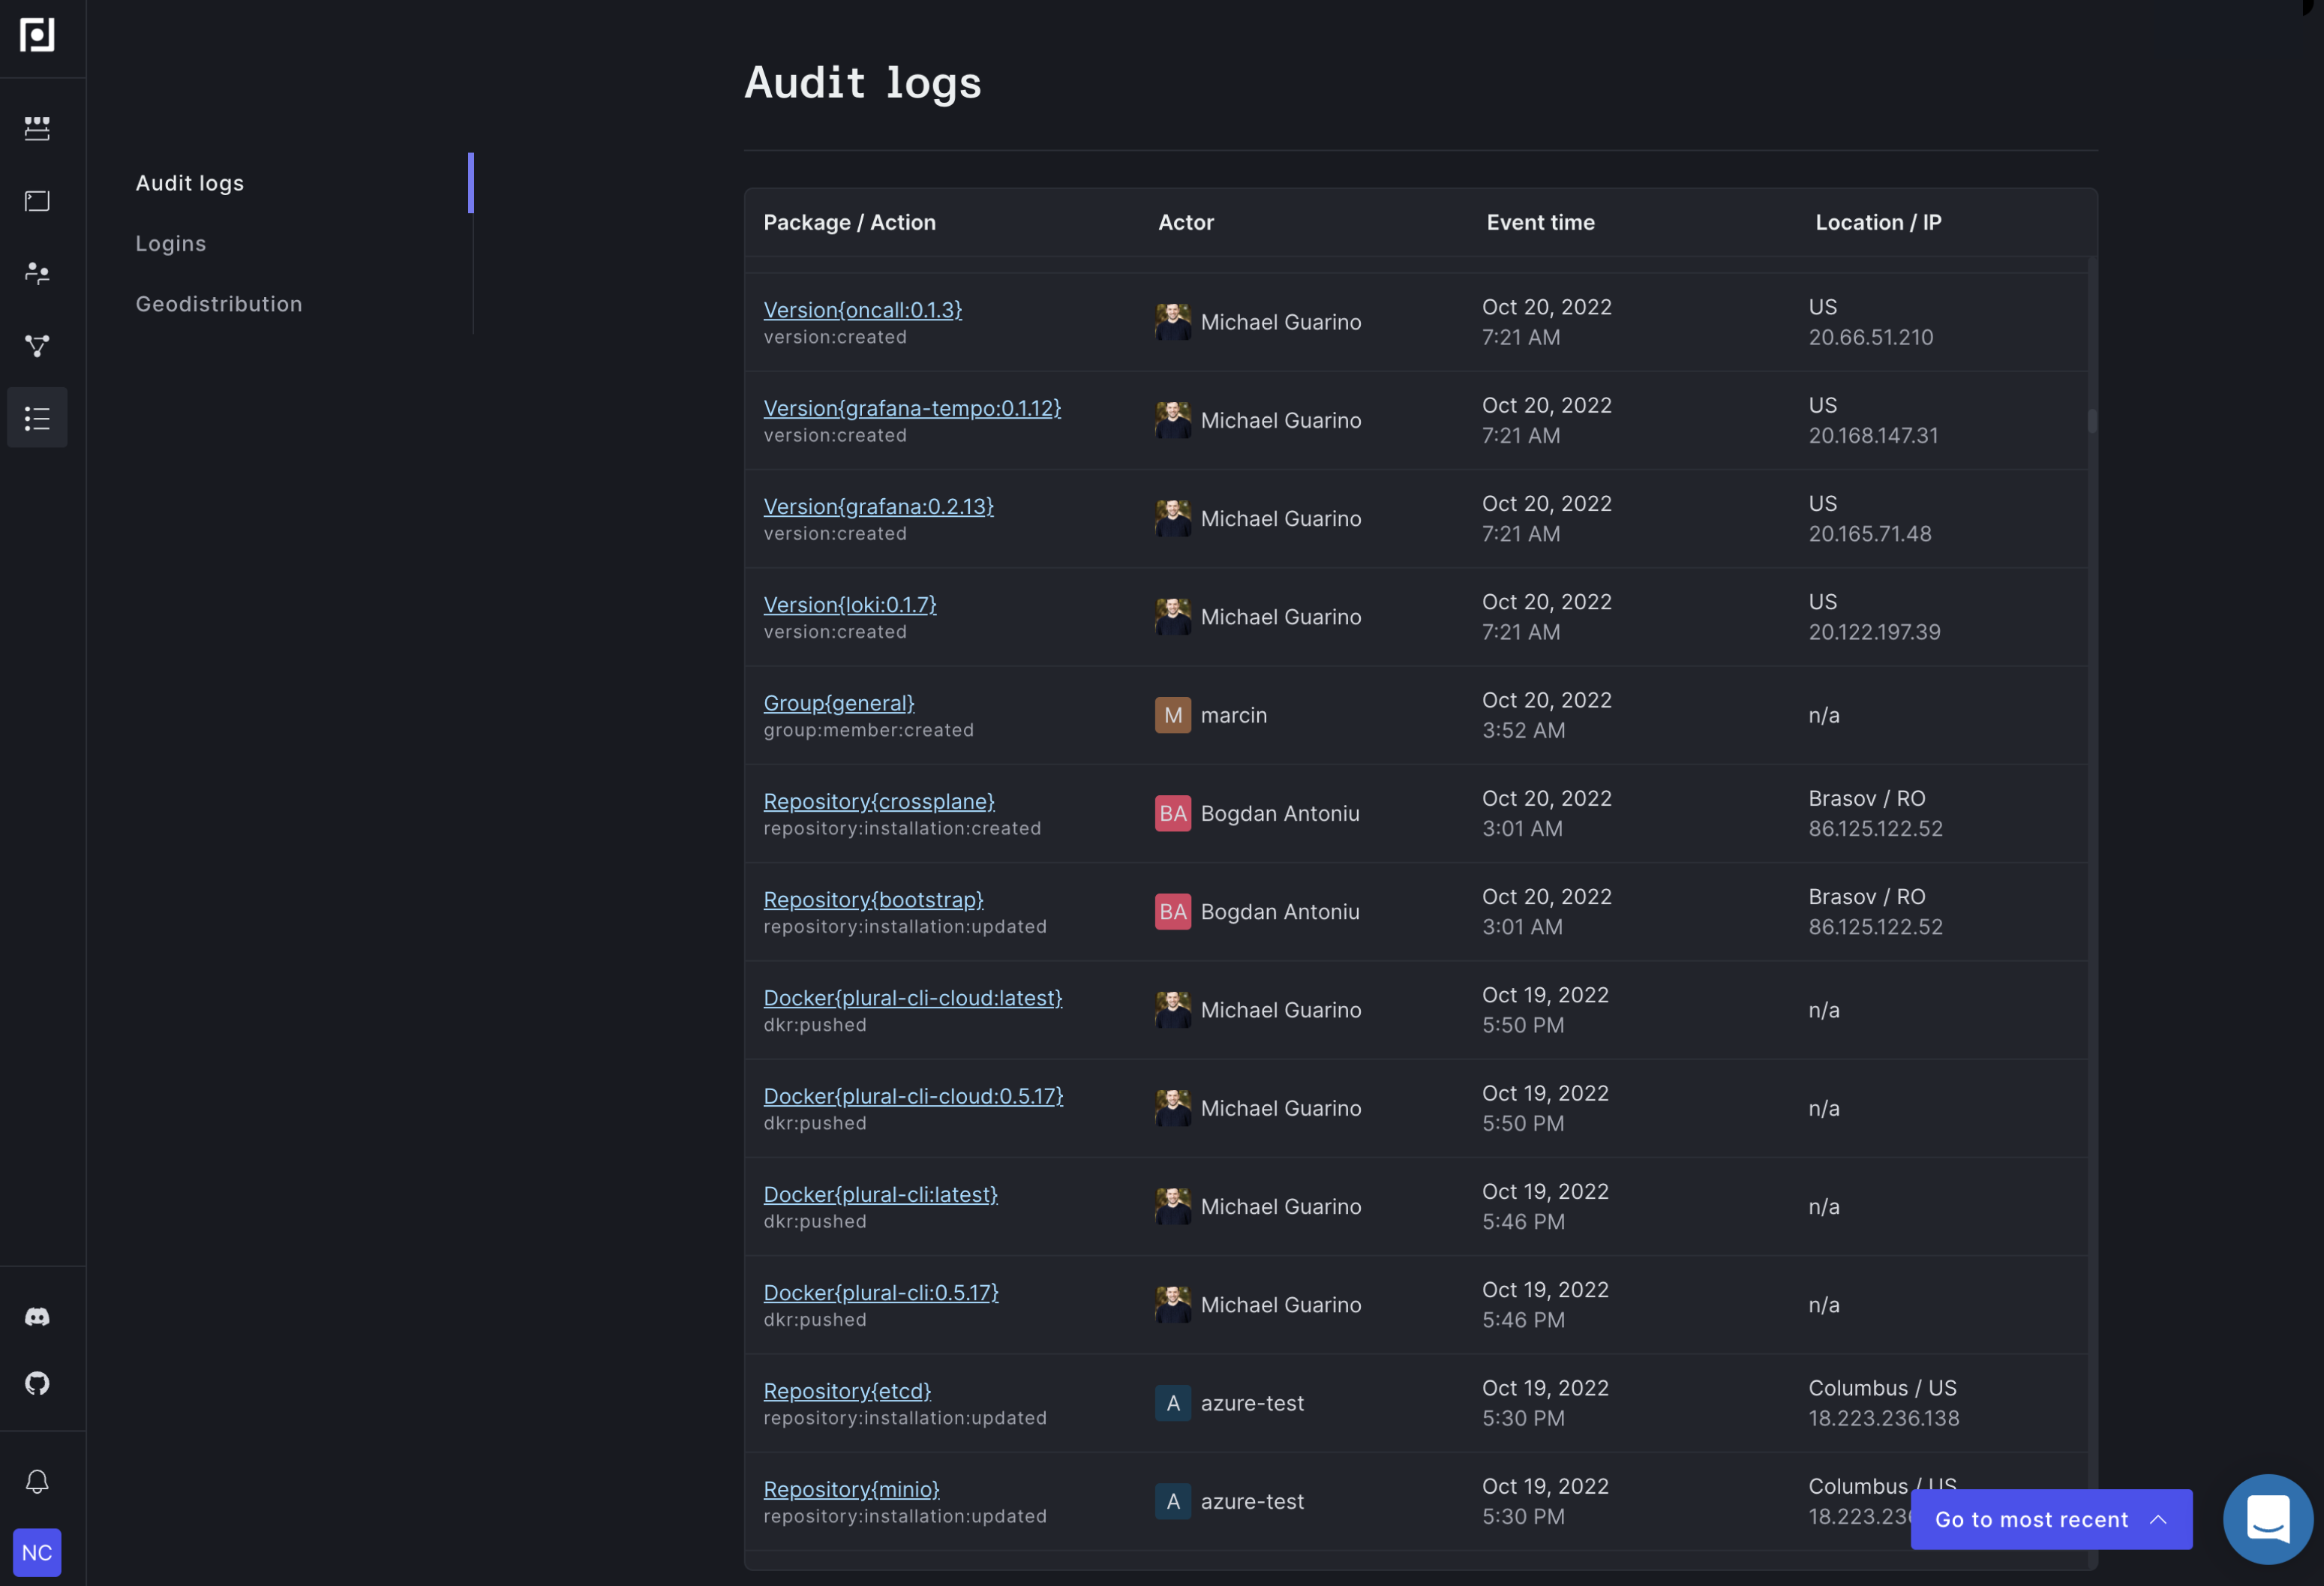 Audit logs
Audit logs
Logins
Geodistribution
Package / Action Actor Event time Location / IP
Version{oncall:0.1.3}
version:created
Michael Guarino
Oct 20, 2022
7:21 AM
US
20.66.51.210
Version{grafana-tempo:0.1.12}
version:created
Michael Guarino
Oct 20, 2022
7:21 AM
US
20.168.147.31
Version{grafana:0.2.13}
version:created
Michael Guarino
Oct 20, 2022
7:21 AM
US
20.165.71.48
Version{loki:0.1.7}
version:created
Michael Guarino
Oct 20, 2022
7:21 AM
US
20.122.197.39
Group{general}
group:member:created
M marcin
Oct 20, 2022
3:52 AM
n/a
Repository{crossplane}
repository:installation:created
BA Bogdan Antoniu
Oct 20, 2022
3:01 AM
Brasov / RO
86.125.122.52
Repository{bootstrap}
repository:installation:updated
BA Bogdan Antoniu
Oct 20, 2022
3:01 AM
Brasov / RO
86.125.122.52
Docker{plural-cli-cloud:latest}
dkr:pushed
Michael Guarino
Oct 19, 2022
5:50 PM
n/a
Docker{plural-cli-cloud:0.5.17}
dkr:pushed
Michael Guarino
Oct 19, 2022
5:50 PM
n/a
Docker{plural-cli:latest}
dkr:pushed
Michael Guarino
Oct 19, 2022
5:46 PM
n/a
Docker{plural-cli:0.5.17}
dkr:pushed
Michael Guarino
Oct 19, 2022
5:46 PM
n/a
Repository{etcd}
repository:installation:updated
A azure-test
Oct 19, 2022
5:30 PM
Columbus / US
18.223.236.138
Repository{minio}
repository:installation:updated
A azure-test
Oct 19, 2022
5:30 PM
Columbus / US
Go to most recent
NC